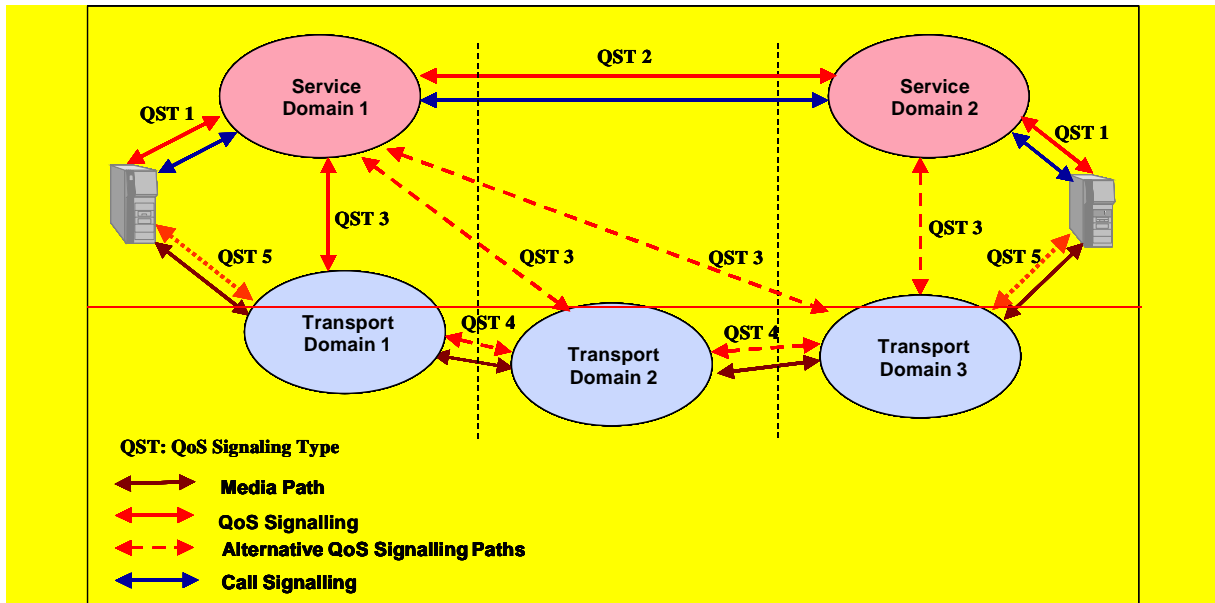 QST 2
Service
Domain 1
Service
Domain 2
QST 1
QST 1
QST 3
QST 3
QST 5
QST 3
QST 3
QST 5
Transport
Domain 1
QST 4
QST 4
Transport
Domain 2
Transport
Domain 3
QST: QoS Signaling Type
Media Path
QoS Signalling
Alternative QoS Signalling Paths
Call Signalling